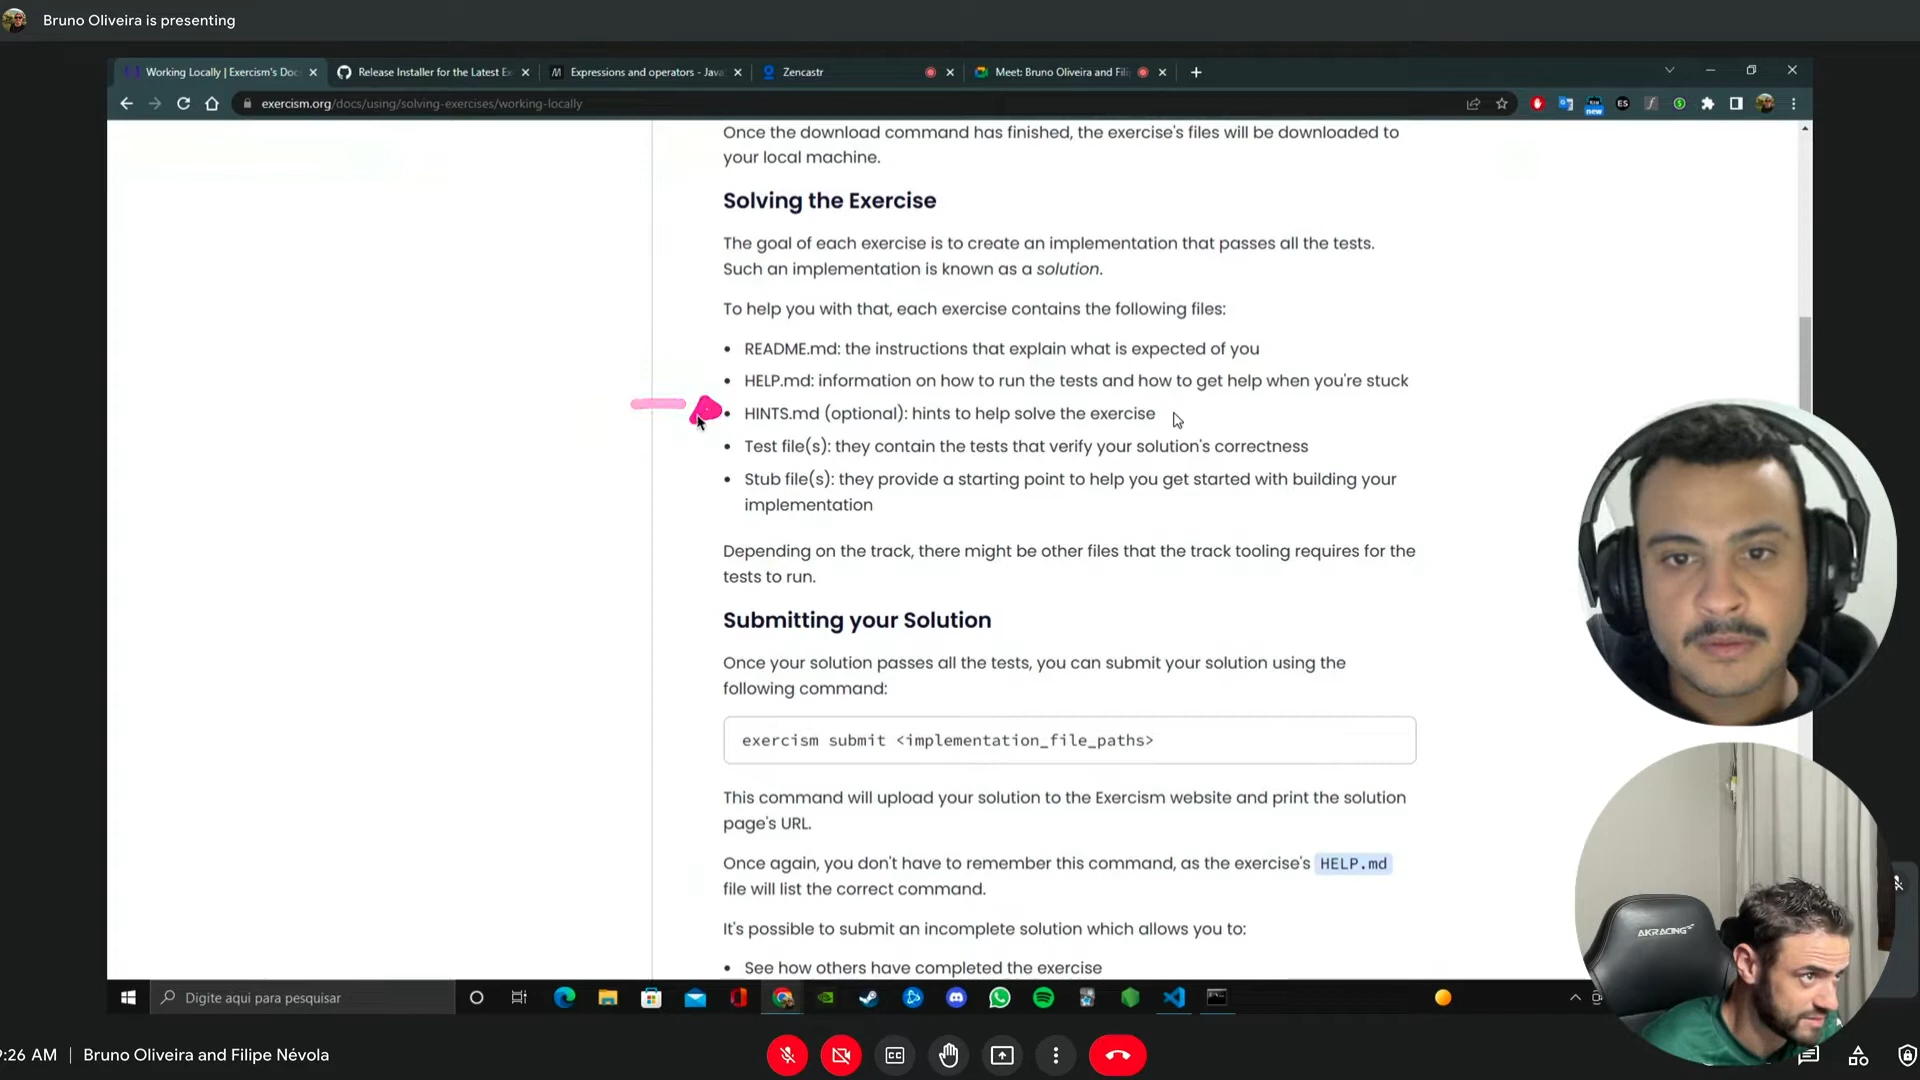 Bruno Oliveira is presenting
Working Locally | Exercism's Doc
Release Installer for the Latest Ex
Expressions and operators - Java
Zencastr
Meet: Bruno Oliveira and Fili
exercism.org/docs/using/solving-exercises/working-locally
ES
new
Once the download command has finished, the exercise's files will be downloaded to
your local machine.
Solving the Exercise
The goal of each exercise is to create an implementation that passes all the tests.
Such an implementation is known as a solution.
To help you with that, each exercise contains the following files:
• README.md: the instructions that explain what is expected of you
• HELP.md: information on how to run the tests and how to get help when you're stuck
• HINTS.md (optional): hints to help solve the exercise
• Test file(s): they contain the tests that verify your solution's correctness
• Stub file(s): they provide a starting point to help you get started with building your
implementation
Depending on the track, there might be other files that the track tooling requires for the
tests to run.
Submitting your Solution
Once your solution passes all the tests, you can submit your solution using the
following command:
exercism submit <implementation_file_paths>
This command will upload your solution to the Exercism website and print the solution
page's URL.
Once again, you don't have to remember this command, as the exercise's HELP.md
file will list the correct command.
It's possible to submit an incomplete solution which allows you to:
• See how others have completed the exercise
AKRACING
Digite aqui para pesquisar
9:26 AM | Bruno Oliveira and Filipe Névola